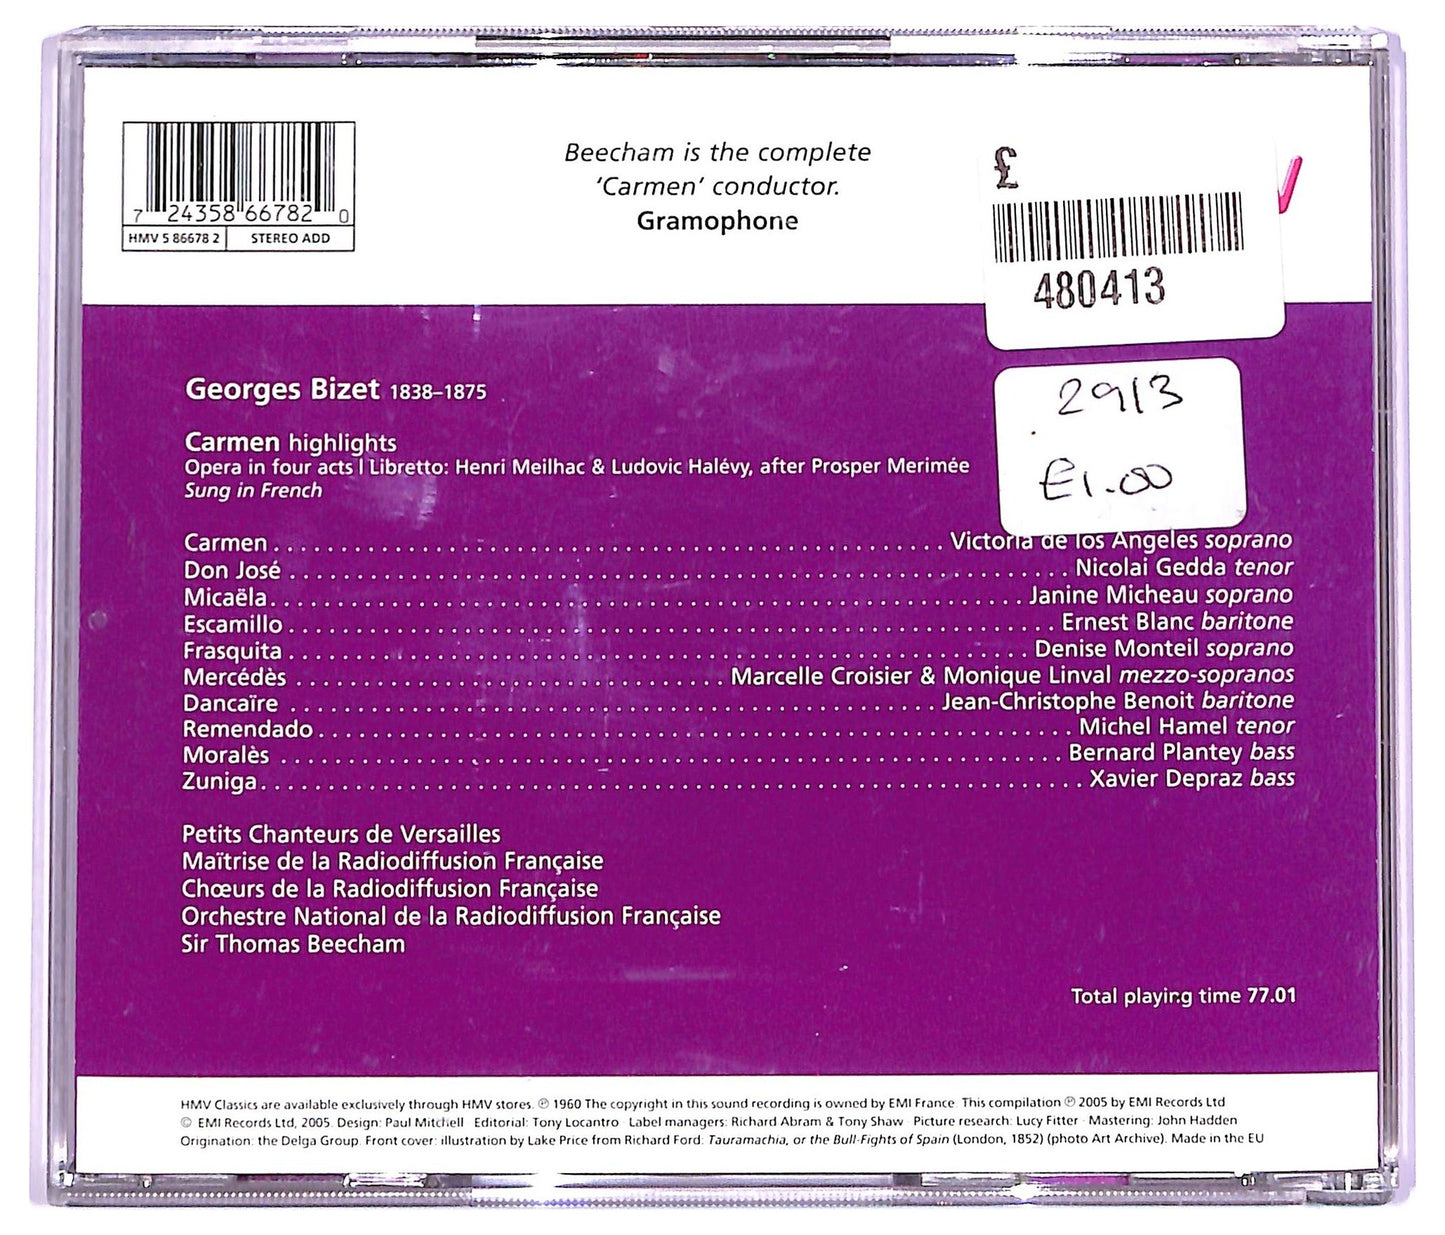 7 24358 66782 0
HMV 5 86678 2 STEREO ADD
Beecham is the complete
'Carmen' conductor.
Gramophone
£
480413
29/3
£1.00
Georges Bizet 1838–1875
Carmen highlights
Opera in four acts | Libretto: Henri Meilhac & Ludovic Halévy, after Prosper Merimée
Sung in French
Carmen ........ Victoria de los Angeles soprano
Don José ........ Nicolai Gedda tenor
Micaëla ........ Janine Micheau soprano
Escamillo ........ Ernest Blanc baritone
Frasquita ........ Denise Monteil soprano
Mercédès ........ Marcelle Croisier & Monique Linval mezzo-sopranos
Dancaïre ........ Jean-Christophe Benoit baritone
Remendado ........ Michel Hamel tenor
Moralès ........ Bernard Plantey bass
Zuniga ........ Xavier Depraz bass
Petits Chanteurs de Versailles
Maïtrise de la Radiodiffusion Française
Chœurs de la Radiodiffusion Française
Orchestre National de la Radiodiffusion Française
Sir Thomas Beecham
Total playing time 77.01
HMV Classics are available exclusively through HMV stores. ℗ 1960 The copyright in this sound recording is owned by EMI France. This compilation ℗ 2005 by EMI Records Ltd
© EMI Records Ltd, 2005. Design: Paul Mitchell Editorial: Tony Locantro Label managers: Richard Abram & Tony Shaw Picture research: Lucy Fitter Mastering: John Hadden
Origination: the Delga Group. Front cover: illustration by Lake Price from Richard Ford: Tauramachia, or the Bull-Fights of Spain (London, 1852) (photo Art Archive). Made in the EU